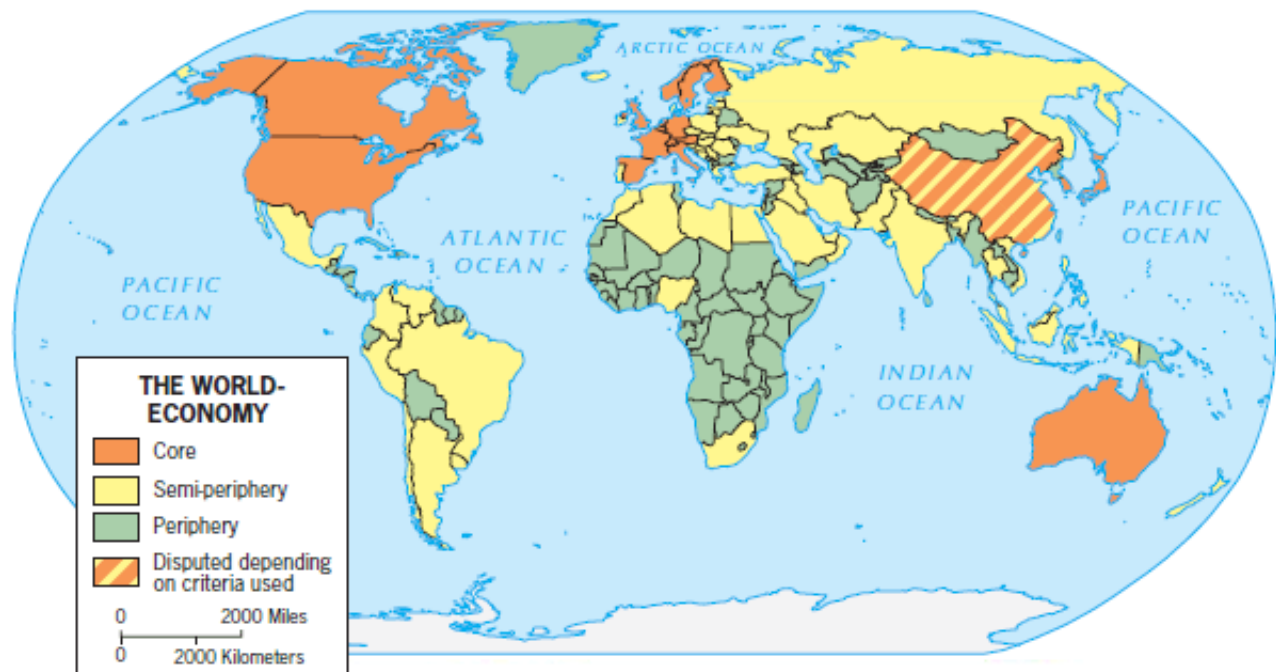 ARCTIC OCEAN
ATLANTIC
OCEAN
PACIFIC
OCEAN
PACIFIC
OCEAN
INDIAN
OCEAN
THE WORLD-
ECONOMY
Core
Semi-periphery
Periphery
Disputed depending
on criteria used
0 2000 Miles
0 2000 Kilometers